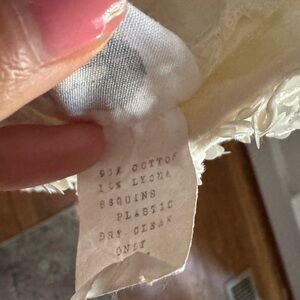 90% COTTON
10% LYCRA
SEQUINS
PLASTIC
DRY CLEAN
ONLY